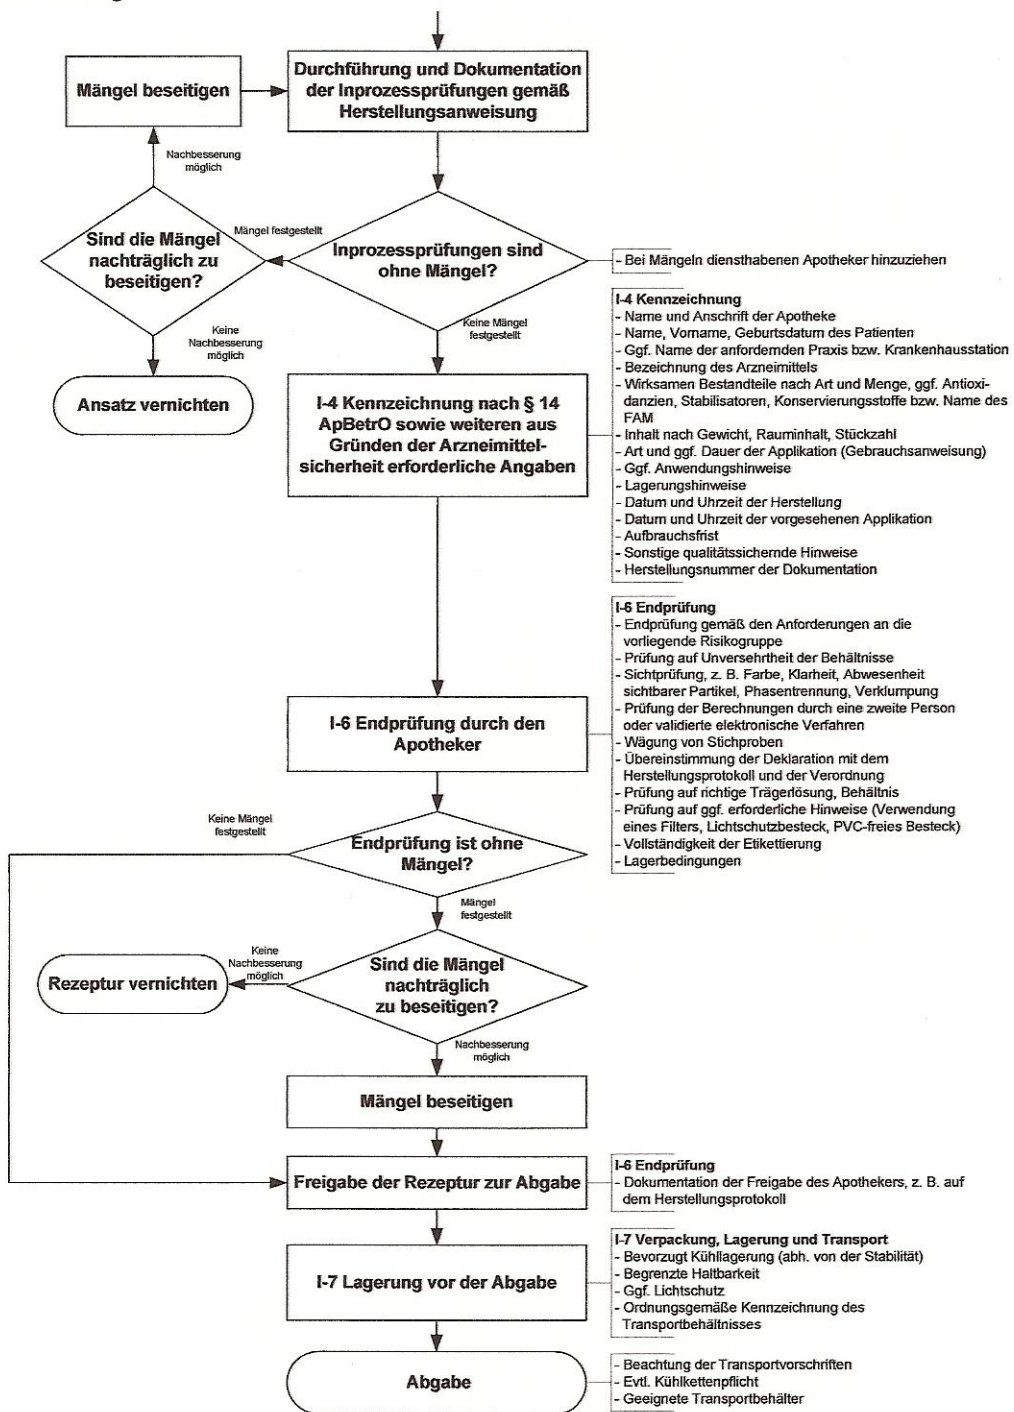 Mängel beseitigen
Durchführung und Dokumentation
der Inprozessprüfungen gemäß
Herstellungsanweisung
Nachbesserung
möglich
Sind die Mängel
nachträglich zu
beseitigen?
Mängel festgestellt
Inprozessprüfungen sind
ohne Mängel?
- Bei Mängeln diensthabenen Apotheker hinzuziehen
Keine
Nachbesserung
möglich
Keine Mängel
festgestellt
Ansatz vernichten
I-4 Kennzeichnung nach § 14
ApBetrO sowie weiteren aus
Gründen der Arzneimittel-
sicherheit erforderliche Angaben
I-4 Kennzeichnung
- Name und Anschrift der Apotheke
- Name, Vorname, Geburtsdatum des Patienten
- Ggf. Name der anfordernden Praxis bzw. Krankenhausstation
- Bezeichnung des Arzneimittels
- Wirksamen Bestandteile nach Art und Menge, ggf. Antioxi-
danzien, Stabilisatoren, Konservierungsstoffe bzw. Name des
FAM
- Inhalt nach Gewicht, Rauminhalt, Stückzahl
- Art und ggf. Dauer der Applikation (Gebrauchsanweisung)
- Ggf. Anwendungshinweise
- Lagerungshinweise
- Datum und Uhrzeit der Herstellung
- Datum und Uhrzeit der vorgesehenen Applikation
- Aufbrauchsfrist
- Sonstige qualitätssichernde Hinweise
- Herstellungsnummer der Dokumentation
I-6 Endprüfung durch den
Apotheker
I-6 Endprüfung
- Endprüfung gemäß den Anforderungen an die
vorliegende Risikogruppe
- Prüfung auf Unversehrtheit der Behältnisse
- Sichtprüfung, z. B. Farbe, Klarheit, Abwesenheit
sichtbarer Partikel, Phasentrennung, Verklumpung
- Prüfung der Berechnungen durch eine zweite Person
oder validierte elektronische Verfahren
- Wägung von Stichproben
- Übereinstimmung der Deklaration mit dem
Herstellungsprotokoll und der Verordnung
- Prüfung auf richtige Trägerlösung, Behältnis
- Prüfung auf ggf. erforderliche Hinweise (Verwendung
eines Filters, Lichtschutzbesteck, PVC-freies Besteck)
- Vollständigkeit der Etikettierung
- Lagerbedingungen
Keine Mängel
festgestellt
Endprüfung ist ohne
Mängel?
Mängel
festgestellt
Rezeptur vernichten
Keine
Nachbesserung
möglich
Sind die Mängel
nachträglich
zu beseitigen?
Nachbesserung
möglich
Mängel beseitigen
Freigabe der Rezeptur zur Abgabe
I-6 Endprüfung
- Dokumentation der Freigabe des Apothekers, z. B. auf
dem Herstellungsprotokoll
I-7 Lagerung vor der Abgabe
I-7 Verpackung, Lagerung und Transport
- Bevorzugt Kühllagerung (abh. von der Stabilität)
- Begrenzte Haltbarkeit
- Ggf. Lichtschutz
- Ordnungsgemäße Kennzeichnung des
Transportbehältnisses
Abgabe
- Beachtung der Transportvorschriften
- Evtl. Kühlkettenpflicht
- Geeignete Transportbehälter